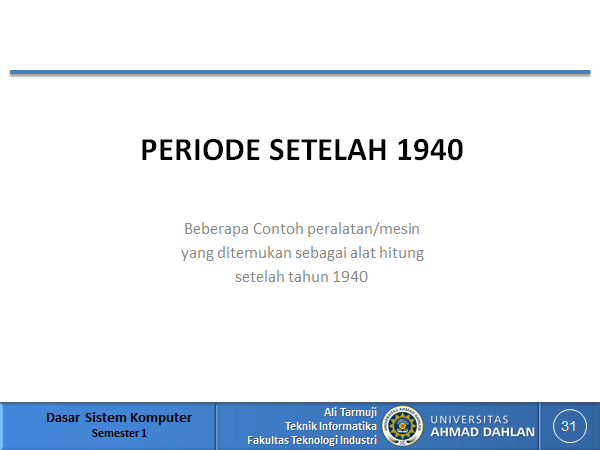 PERIODE SETELAH 1940
Beberapa Contoh peralatan/mesin
yang ditemukan sebagai alat hitung
setelah tahun 1940
Dasar Sistem Komputer
Semester 1
Ali Tarmuji
Teknik Informatika
Fakultas Teknologi Industri
UNIVERSITAS
AHMAD DAHLAN
31